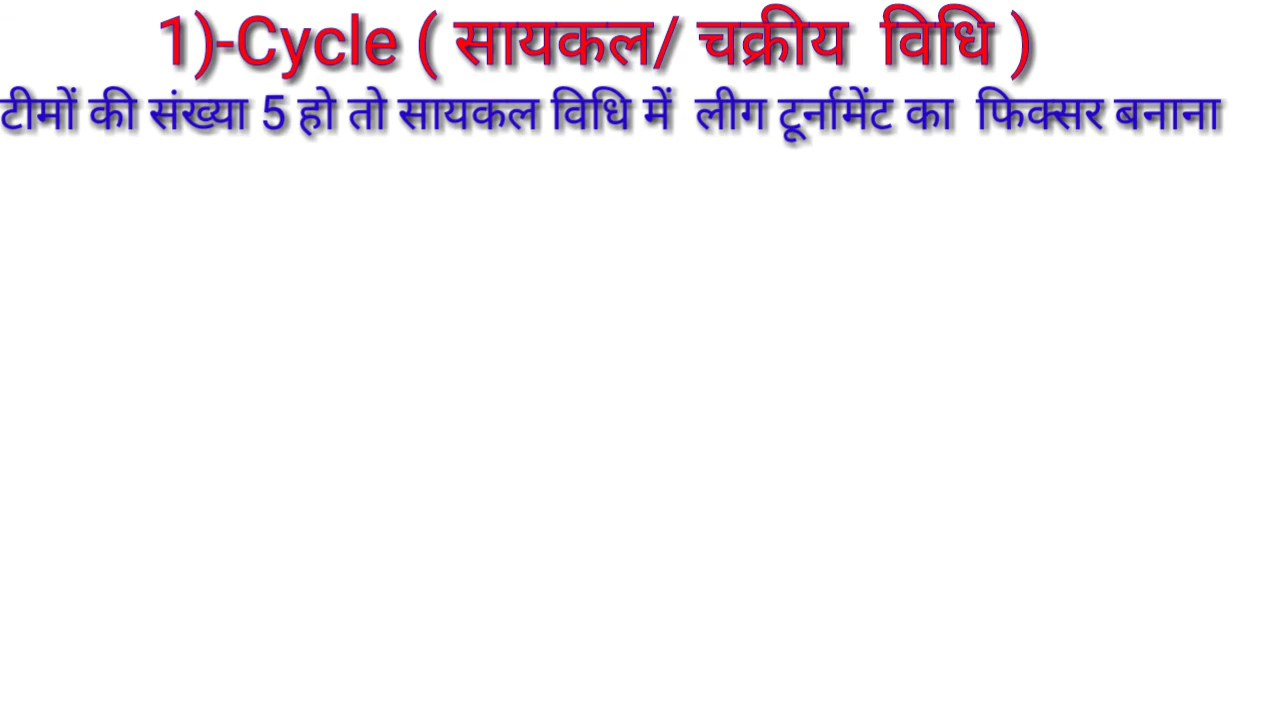 1)-Cycle ( सायकल/ चक्रीय विधि )
टीमों की संख्या 5 हो तो सायकल विधि में लीग टूर्नामेंट का फिक्सर बनाना